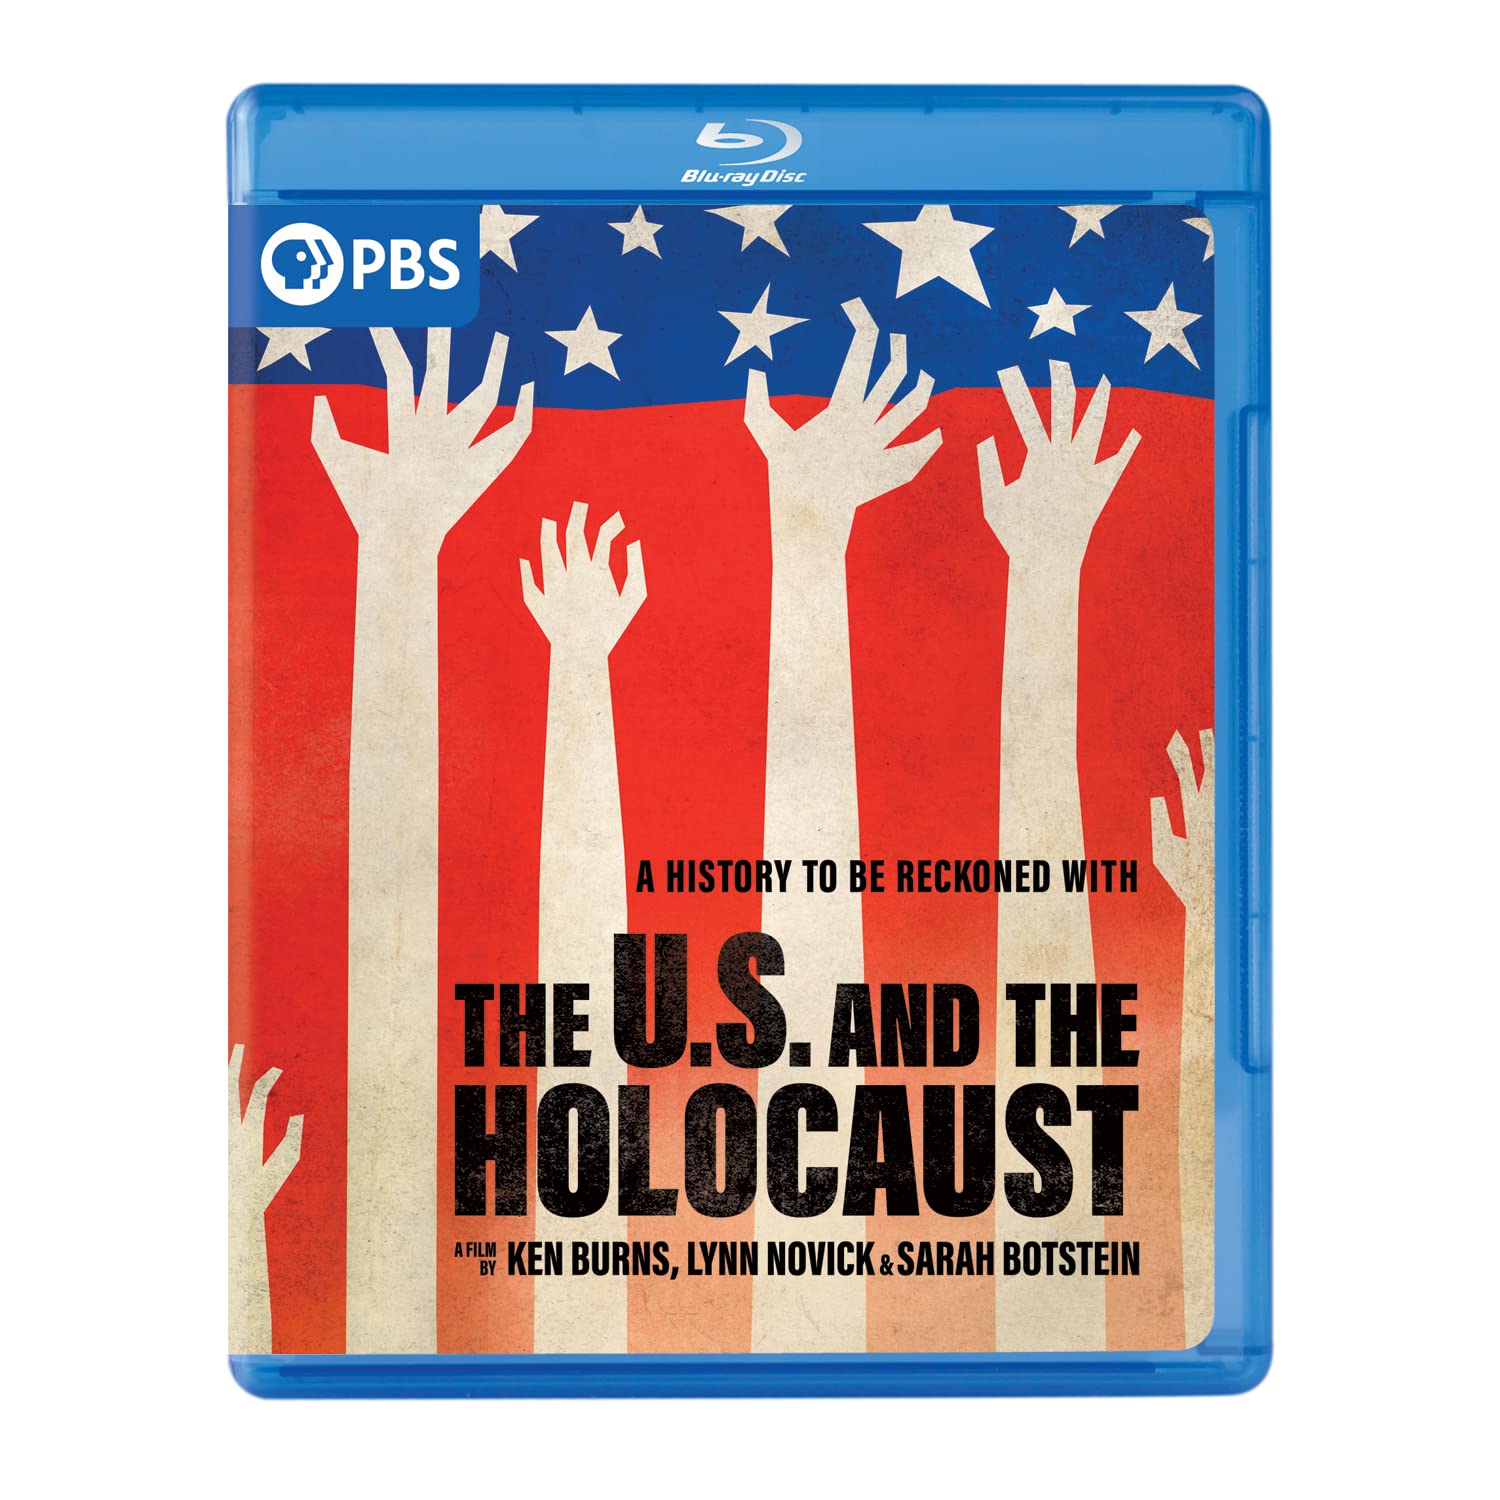 Blu-ray Disc
PBS
A HISTORY TO BE RECKONED WITH
THE U.S. AND THE
HOLOCAUST
A FILM BY KEN BURNS, LYNN NOVICK & SARAH BOTSTEIN